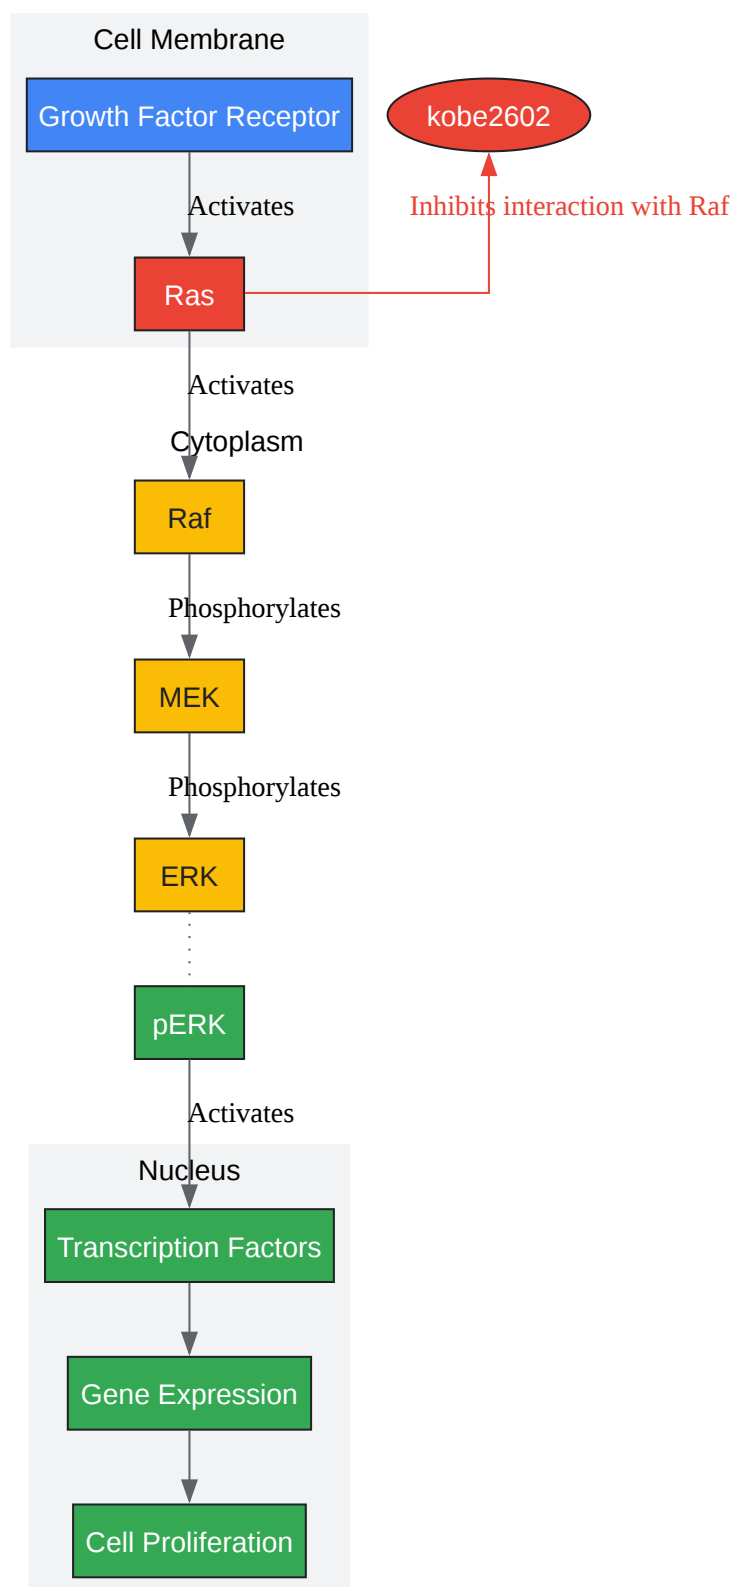 Cell Membrane
Growth Factor Receptor
kobe2602
Activates
Inhibits interaction with Raf
Ras
Activates
Cytoplasm
Raf
Phosphorylates
MEK
Phosphorylates
ERK
pERK
Activates
Nucleus
Transcription Factors
Gene Expression
Cell Proliferation